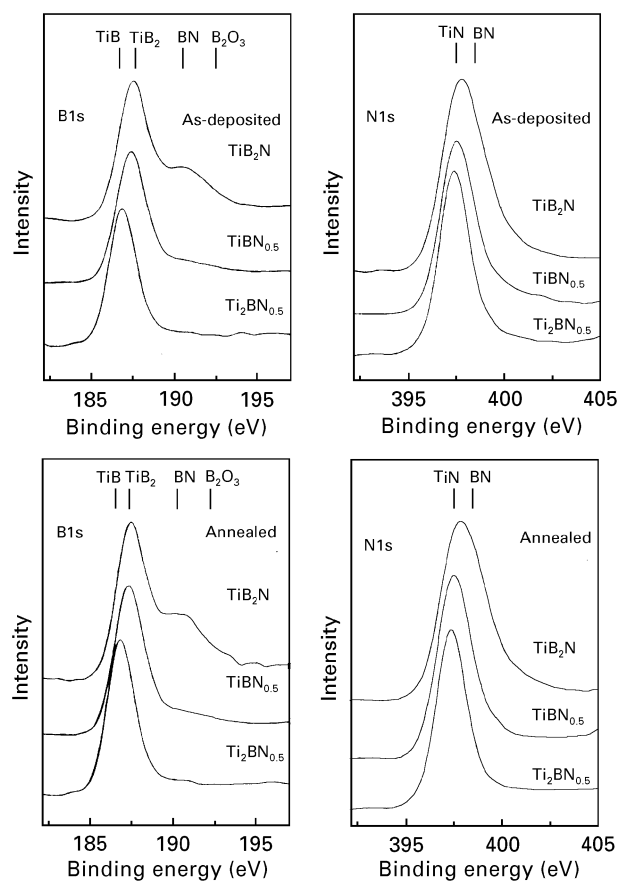 TiB TiB2 BN B2O3
B1s
As-deposited
TiB2N
TiBN0.5
Ti2BN0.5
Intensity
185 190 195
Binding energy (eV)
TiN BN
N1s
As-deposited
TiB2N
TiBN0.5
Ti2BN0.5
Intensity
395 400 405
Binding energy (eV)
TiB TiB2 BN B2O3
B1s
Annealed
TiB2N
TiBN0.5
Ti2BN0.5
Intensity
185 190 195
Binding energy (eV)
TiN BN
N1s
Annealed
TiB2N
TiBN0.5
Ti2BN0.5
Intensity
395 400 405
Binding energy (eV)